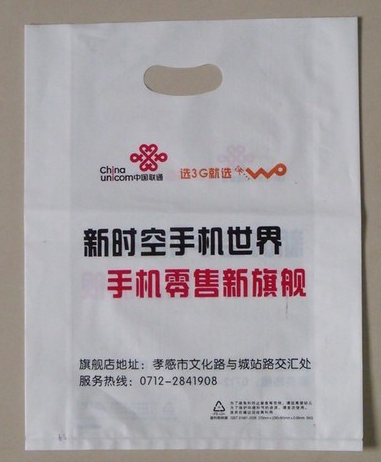 China
unicom中国联通
选3G就选 wo
新时空手机世界
手机零售新旗舰
旗舰店地址：孝感市文化路与城站路交汇处
服务热线：0712-2841908